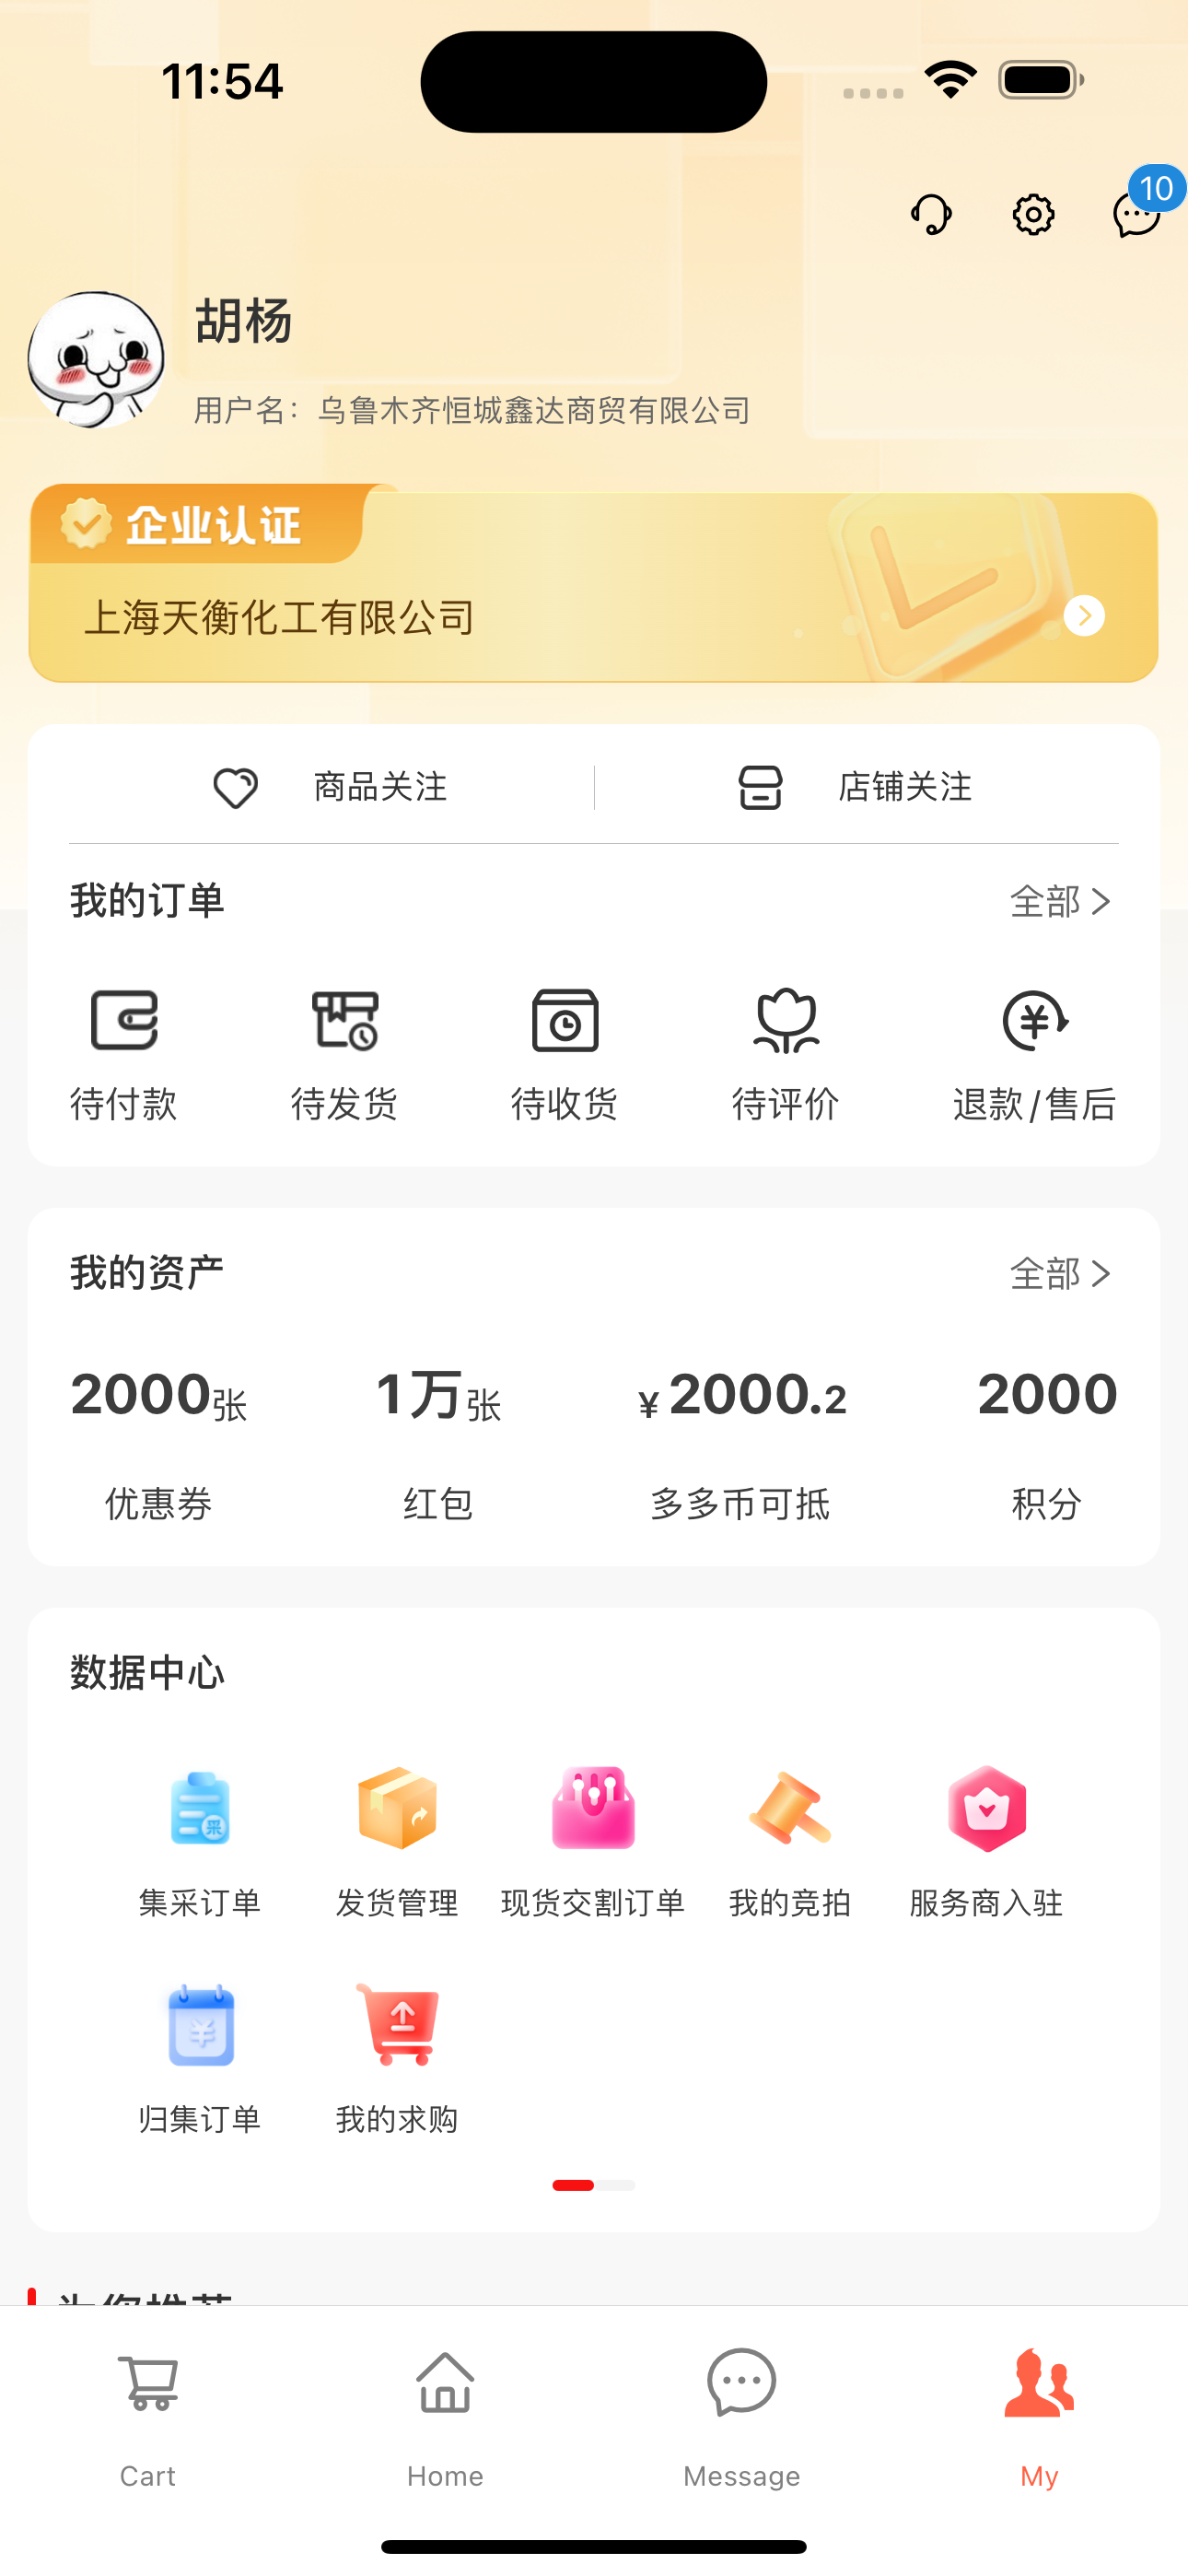 11:54
10
胡杨
用户名：乌鲁木齐恒城鑫达商贸有限公司
企业认证
上海天衡化工有限公司
商品关注 店铺关注
我的订单 全部
待付款 待发货 待收货 待评价 退款/售后
我的资产 全部
2000张 1万张 ¥2000.2 2000
优惠券 红包 多多币可抵 积分
数据中心
采
集采订单 发货管理 现货交割订单 我的竞拍 服务商入驻
¥
归集订单 我的求购
为您推荐
Cart Home Message My